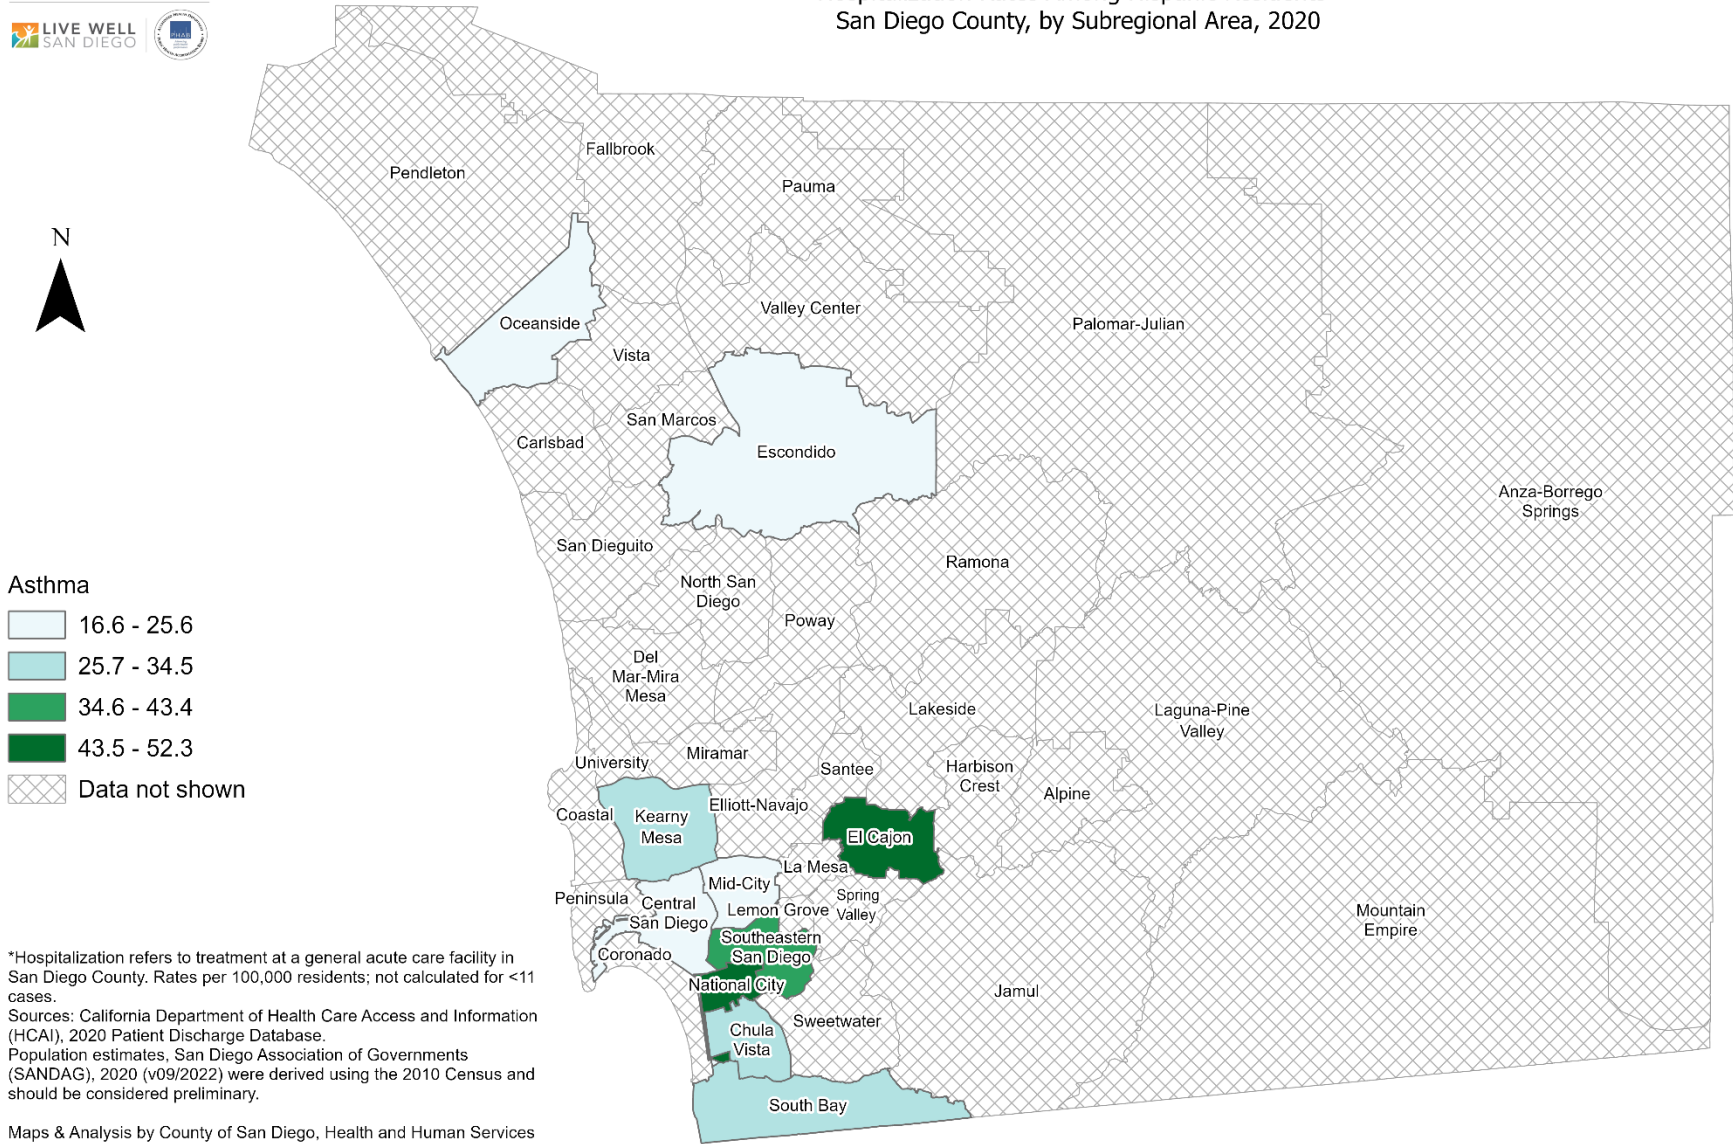 LIVE WELL
SAN DIEGO
PHAB
San Diego County, by Subregional Area, 2020
Fallbrook
Pendleton
Pauma
N
Valley Center
Oceanside
Palomar-Julian
Vista
San Marcos
Carlsbad
Escondido
Anza-Borrego
Springs
San Dieguito
Ramona
North San
Diego
Poway
Del
Mar-Mira
Mesa
Lakeside
Laguna-Pine
Valley
Miramar
University
Santee
Harbison
Crest
Alpine
Elliott-Navajo
Coastal
Kearny
Mesa
El Cajon
La Mesa
Mid-City
Peninsula
Central
San Diego
Lemon Grove
Spring
Valley
Southeastern
San Diego
Coronado
National City
Mountain
Empire
Jamul
Sweetwater
Chula
Vista
South Bay
Asthma
16.6 - 25.6
25.7 - 34.5
34.6 - 43.4
43.5 - 52.3
Data not shown
*Hospitalization refers to treatment at a general acute care facility in
San Diego County. Rates per 100,000 residents; not calculated for <11
cases.
Sources: California Department of Health Care Access and Information
(HCAI), 2020 Patient Discharge Database.
Population estimates, San Diego Association of Governments
(SANDAG), 2020 (v09/2022) were derived using the 2010 Census and
should be considered preliminary.
Maps & Analysis by County of San Diego, Health and Human Services